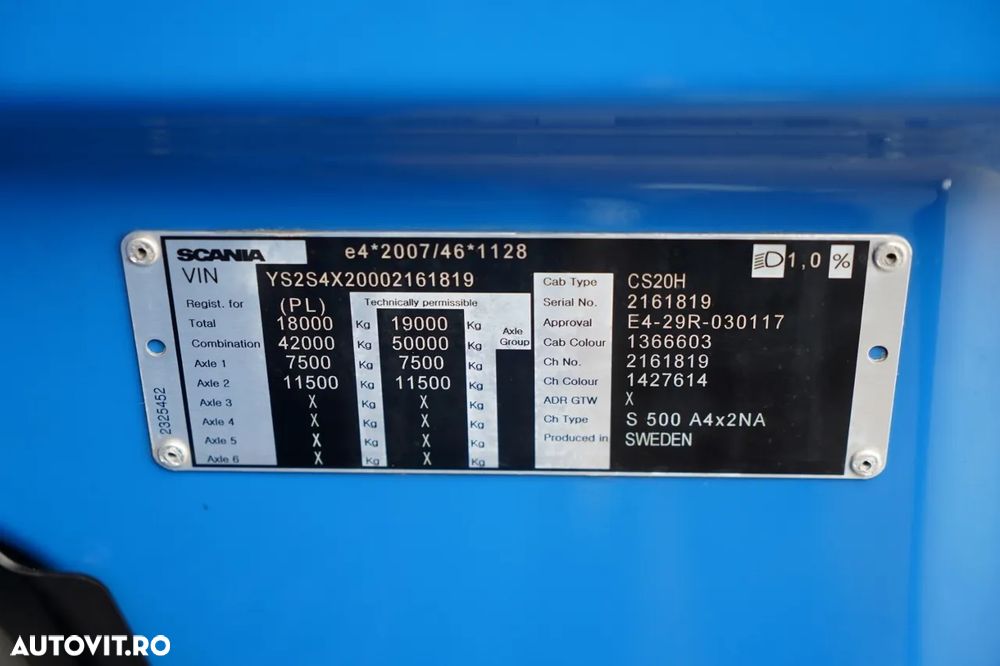 SCANIA e4*2007/46*1128 1,0 %
VIN YS2S4X20002161819
Regist. for (PL) Technically permissible
Total 18000 Kg 19000 Kg Axle Group
Combination 42000 Kg 50000 Kg
Axle 1 7500 Kg 7500 Kg
Axle 2 11500 Kg 11500 Kg
Axle 3 X Kg X Kg
Axle 4 X Kg X Kg
Axle 5 X Kg X Kg
Axle 6 X Kg X Kg
Cab Type CS20H
Serial No. 2161819
Approval E4-29R-030117
Cab Colour 1366603
Ch No. 2161819
Ch Colour 1427614
ADR GTW X
Ch Type S 500 A4x2NA
Produced in SWEDEN
2325452
AUTOVIT.RO